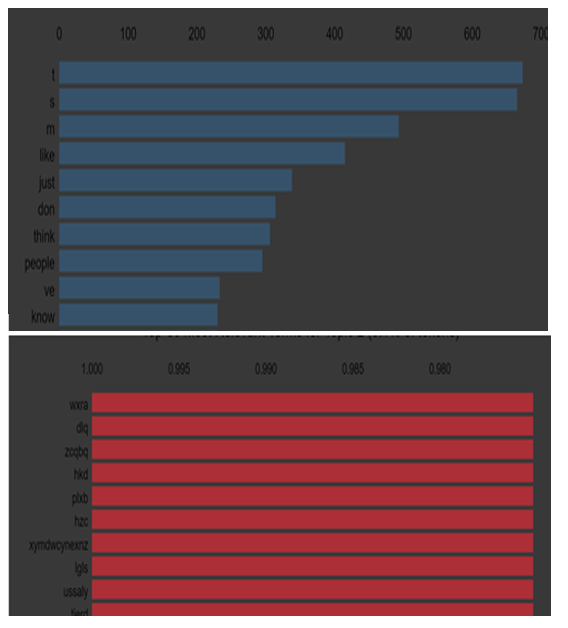 0 100 200 300 400 500 600 700
t
s
m
like
just
don
think
people
ve
know
1.000 0.995 0.990 0.985 0.980
wxra
dlq
zcqbq
hkd
plxb
hzc
xymdwcynexnz
lgls
ussaly